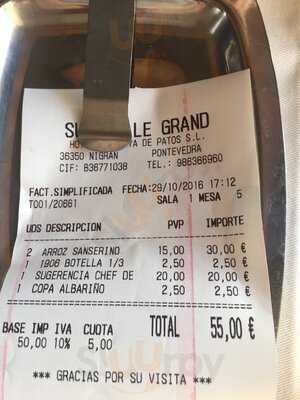 LE GRAND
DE PATOS S.L.
36350 NIGRAN PONTEVEDRA
CIF: B36771038 TEL.: 986366960
FACT.SIMPLIFICADA FECHA:29/10/2016 17:12
T001/20861 SALA 1 MESA 5
UDS DESCRIPCION PVP IMPORTE
2 ARROZ SANSERINO 15,00 30,00 €
1 1906 BOTELLA 1/3 2,50 2,50 €
1 SUGERENCIA CHEF DE 20,00 20,00 €
1 COPA ALBARIÑO 2,50 2,50 €
BASE IMP IVA CUOTA TOTAL 55,00 €
50,00 10% 5,00
*** GRACIAS POR SU VISITA ***